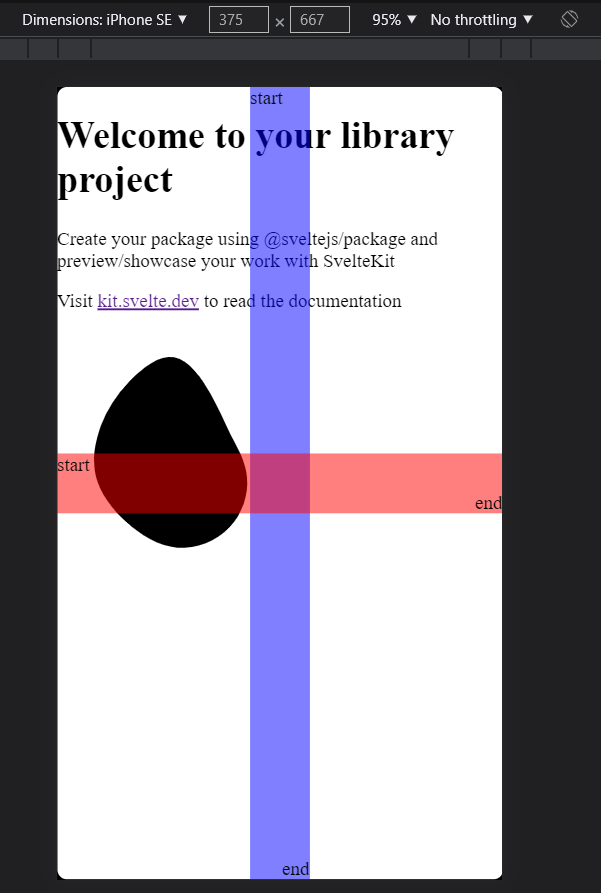 Dimensions: iPhone SE ▼ 375 × 667 95% ▼ No throttling ▼
start
Welcome to your library
project
Create your package using @sveltejs/package and
preview/showcase your work with SvelteKit
Visit kit.svelte.dev to read the documentation
start
end
end